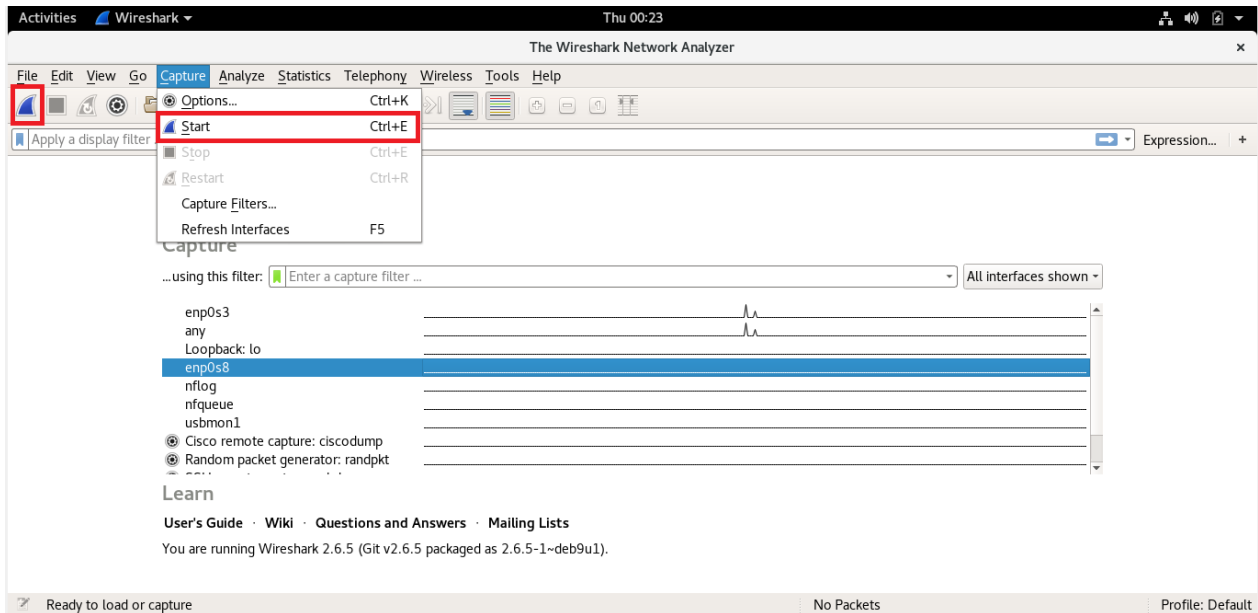 Activities Wireshark Thu 00:23
The Wireshark Network Analyzer
File Edit View Go Capture Analyze Statistics Telephony Wireless Tools Help
Options... Ctrl+K
Start Ctrl+E
Apply a display filter Expression... +
Stop Ctrl+E
Restart Ctrl+R
Capture Filters...
Refresh Interfaces F5
Capture
...using this filter: Enter a capture filter ... All interfaces shown
enp0s3
any
Loopback: lo
enp0s8
nflog
nfqueue
usbmon1
Cisco remote capture: ciscodump
Random packet generator: randpkt
Learn
User's Guide · Wiki · Questions and Answers · Mailing Lists
You are running Wireshark 2.6.5 (Git v2.6.5 packaged as 2.6.5-1~deb9u1).
Ready to load or capture No Packets Profile: Default